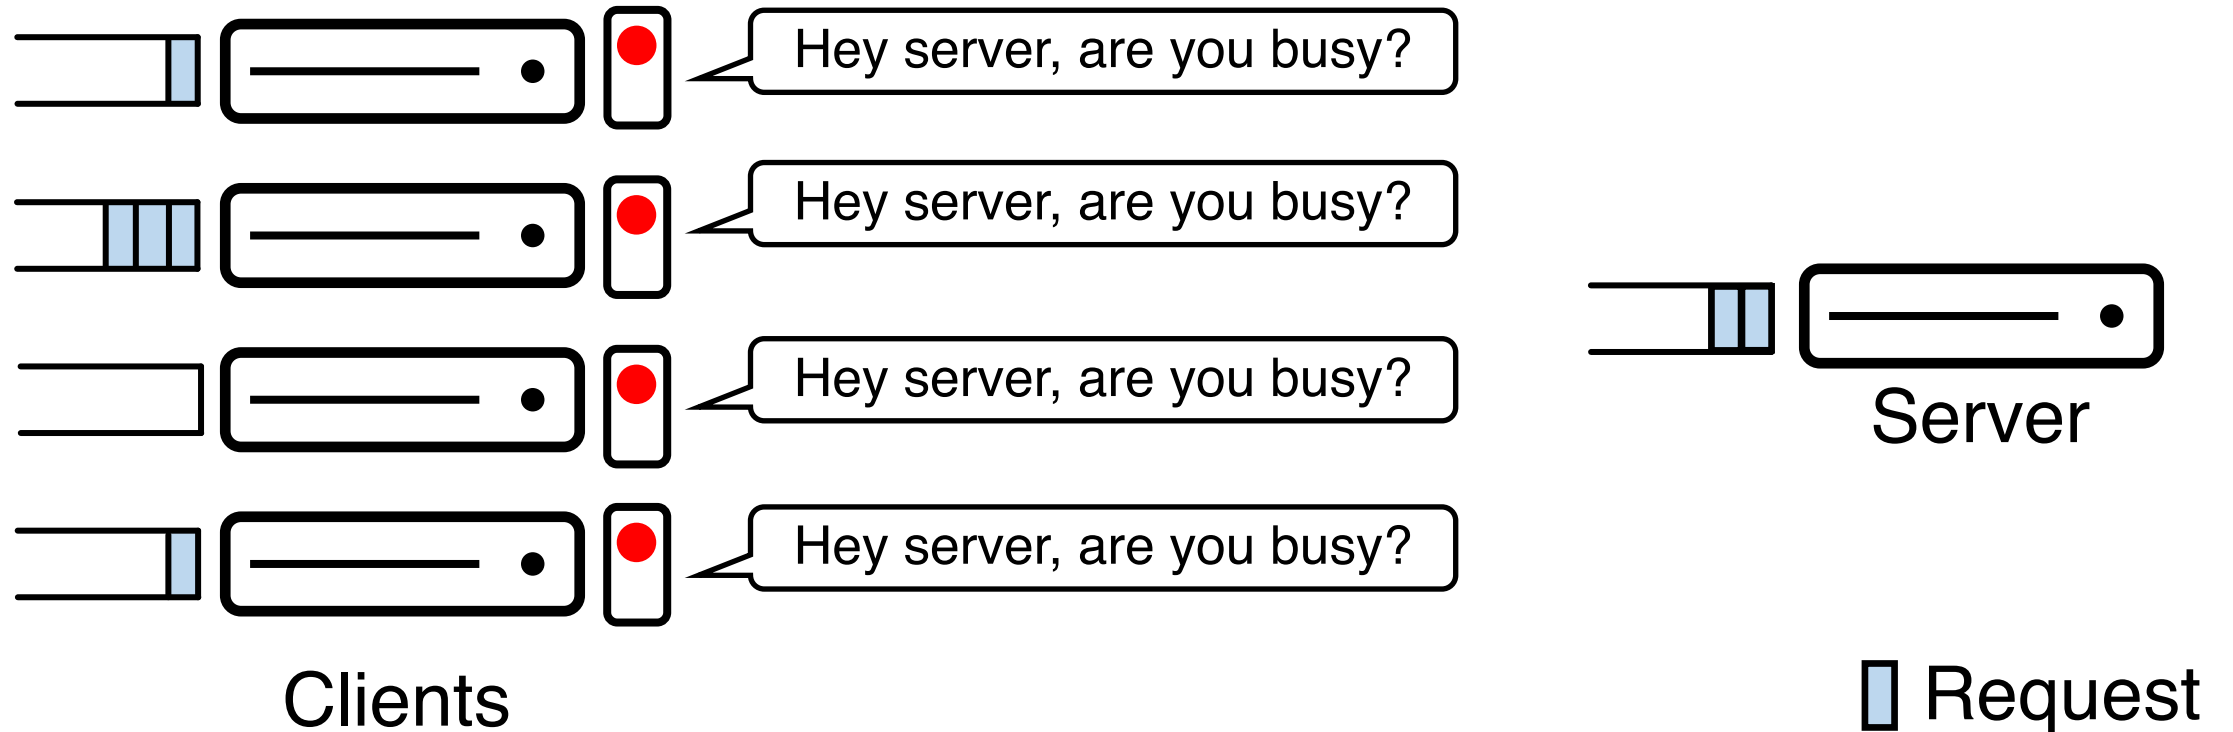 Hey server, are you busy?
Hey server, are you busy?
Hey server, are you busy?
Hey server, are you busy?
Server
Clients
Request